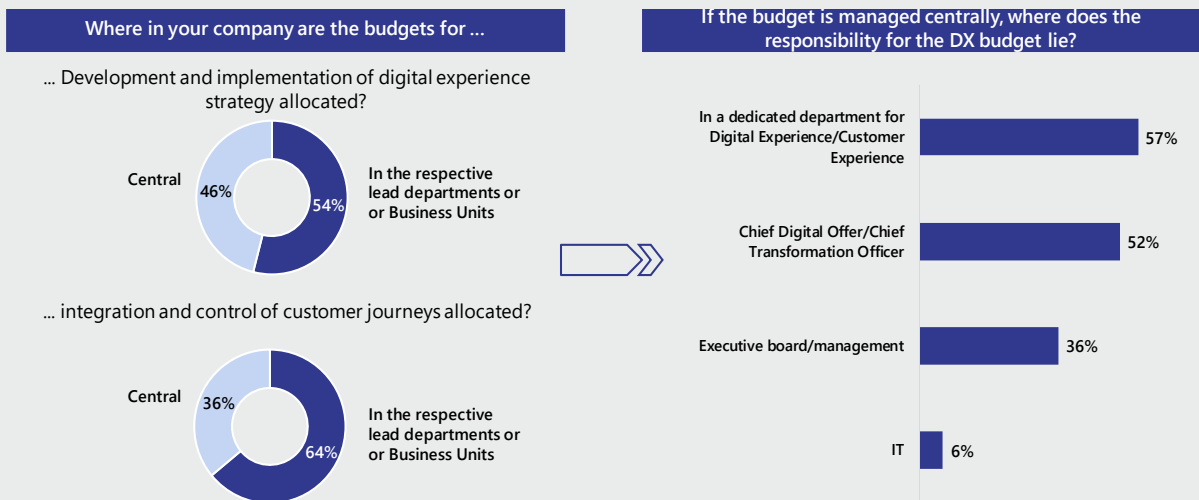 Where in your company are the budgets for ...
... Development and implementation of digital experience
strategy allocated?
Central
46%
54%
In the respective
lead departments or
or Business Units
... integration and control of customer journeys allocated?
Central
36%
64%
In the respective
lead departments or
or Business Units
If the budget is managed centrally, where does the
responsibility for the DX budget lie?
In a dedicated department for
Digital Experience/Customer
Experience
57%
Chief Digital Offer/Chief
Transformation Officer
52%
Executive board/management
36%
IT
6%